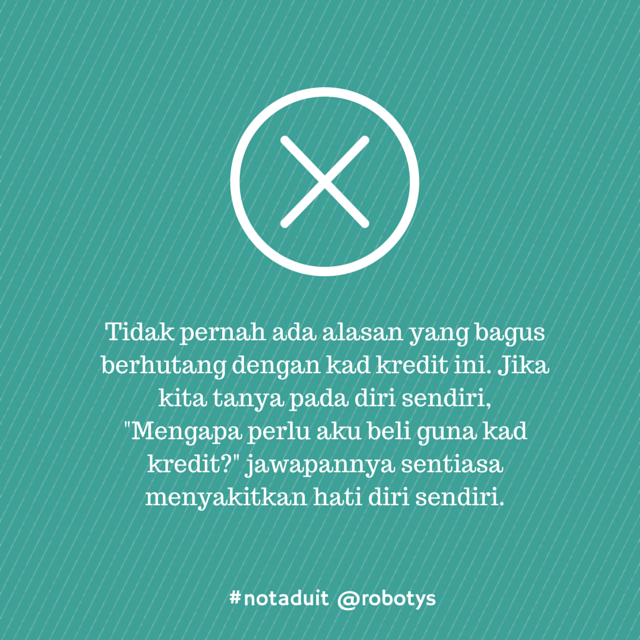 Tidak pernah ada alasan yang bagus
berhutang dengan kad kredit ini. Jika
kita tanya pada diri sendiri,
"Mengapa perlu aku beli guna kad
kredit?" jawapannya sentiasa
menyakitkan hati diri sendiri.
#notaduit @robotys